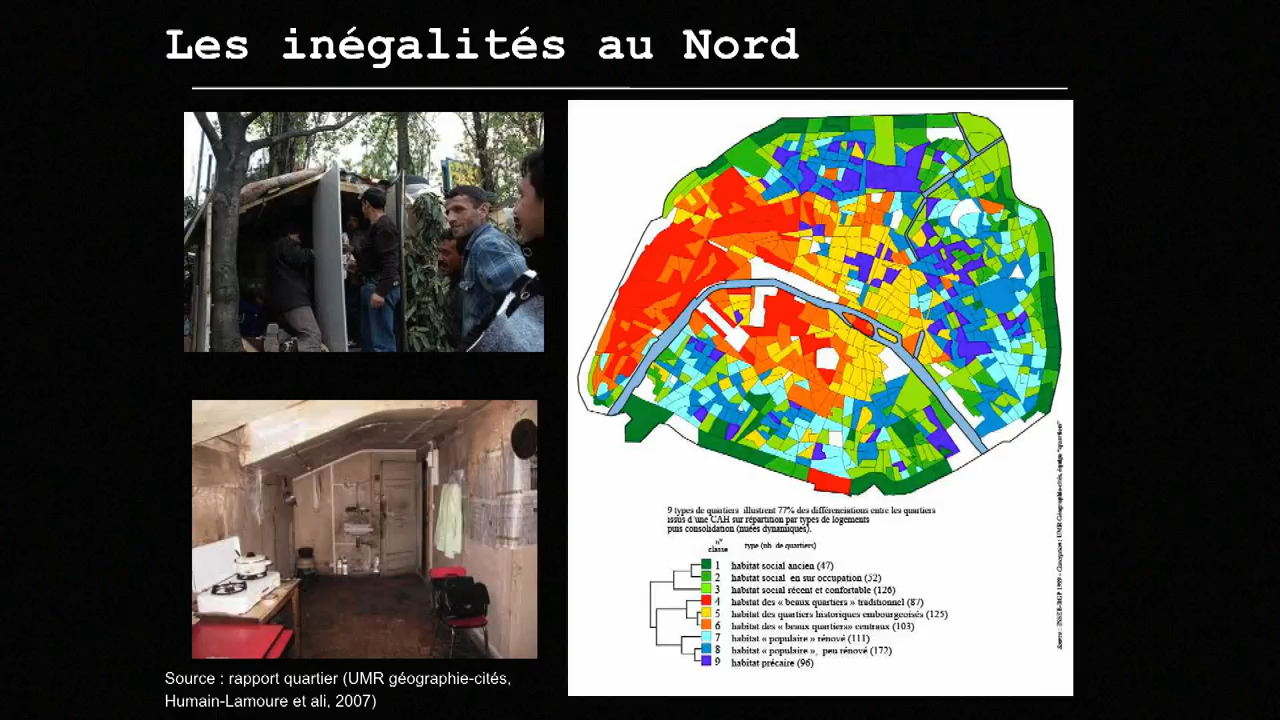 Les inégalités au Nord
9 types de quartiers illustrent 77% des différenciations entre les quartiers
issus d'une CAH sur répartition par types de logements
puis consolidation (nuées dynamiques).
n° classe type (nb. de quartiers)
1 habitat social ancien (47)
2 habitat social en sur occupation (52)
3 habitat social récent et confortable (126)
4 habitat des « beaux quartiers » traditionnel (87)
5 habitat des quartiers historiques embourgeoisés (125)
6 habitat des « beaux quartiers» centraux (103)
7 habitat « populaire » rénové (111)
8 habitat « populaire », peu rénové (172)
9 habitat précaire (96)
Source : rapport quartier (UMR géographie-cités,
Humain-Lamoure et ali, 2007)